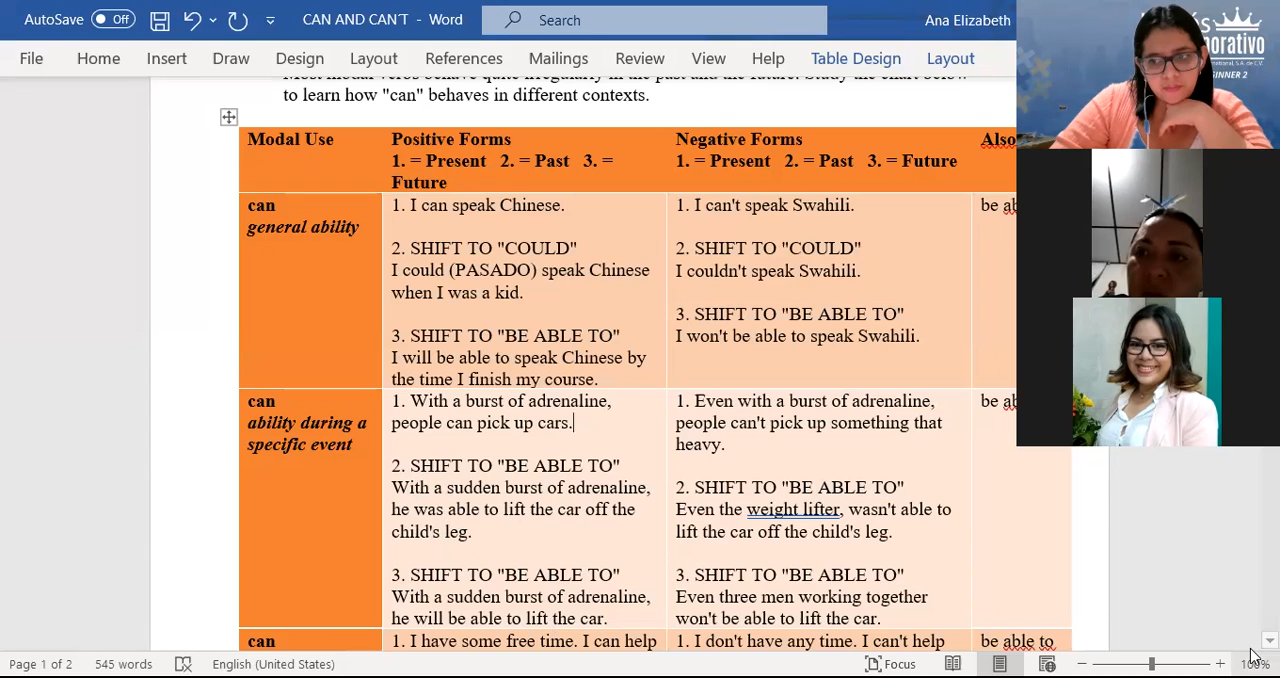 AutoSave Off CAN AND CAN'T - Word Search Ana Elizabeth
File Home Insert Draw Design Layout References Mailings Review View Help Table Design Layout
to learn how "can" behaves in different contexts.
Modal Use
Positive Forms
1. = Present 2. = Past 3. =
Future
Negative Forms
1. = Present 2. = Past 3. = Future
Also
can
general ability
1. I can speak Chinese.
2. SHIFT TO "COULD"
I could (PASADO) speak Chinese
when I was a kid.
3. SHIFT TO "BE ABLE TO"
I will be able to speak Chinese by
the time I finish my course.
1. I can't speak Swahili.
2. SHIFT TO "COULD"
I couldn't speak Swahili.
3. SHIFT TO "BE ABLE TO"
I won't be able to speak Swahili.
be ab
can
ability during a
specific event
1. With a burst of adrenaline,
people can pick up cars.
2. SHIFT TO "BE ABLE TO"
With a sudden burst of adrenaline,
he was able to lift the car off the
child's leg.
3. SHIFT TO "BE ABLE TO"
With a sudden burst of adrenaline,
he will be able to lift the car.
1. Even with a burst of adrenaline,
people can't pick up something that
heavy.
2. SHIFT TO "BE ABLE TO"
Even the weight lifter, wasn't able to
lift the car off the child's leg.
3. SHIFT TO "BE ABLE TO"
Even three men working together
won't be able to lift the car.
be ab
can
1. I have some free time. I can help
1. I don't have any time. I can't help
be able to
Page 1 of 2 545 words English (United States) Focus 100%
s
porativo
INNER 2